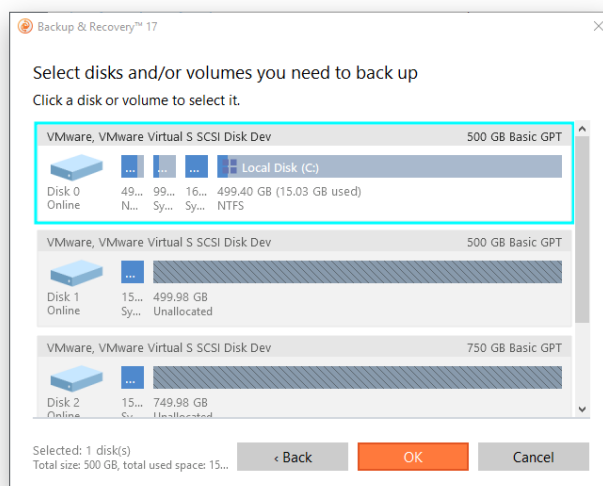 Backup & Recovery™ 17
Select disks and/or volumes you need to back up
Click a disk or volume to select it.
VMware, VMware Virtual S SCSI Disk Dev 500 GB Basic GPT
... ... ... Local Disk (C:)
Disk 0 49... 99... 16... 499.40 GB (15.03 GB used)
Online N... Sy... Sy... NTFS
VMware, VMware Virtual S SCSI Disk Dev 500 GB Basic GPT
...
Disk 1 15... 499.98 GB
Online Sy... Unallocated
VMware, VMware Virtual S SCSI Disk Dev 750 GB Basic GPT
...
Disk 2 15... 749.98 GB
Online Sy... Unallocated
Selected: 1 disk(s)
Total size: 500 GB, total used space: 15...
‹ Back OK Cancel